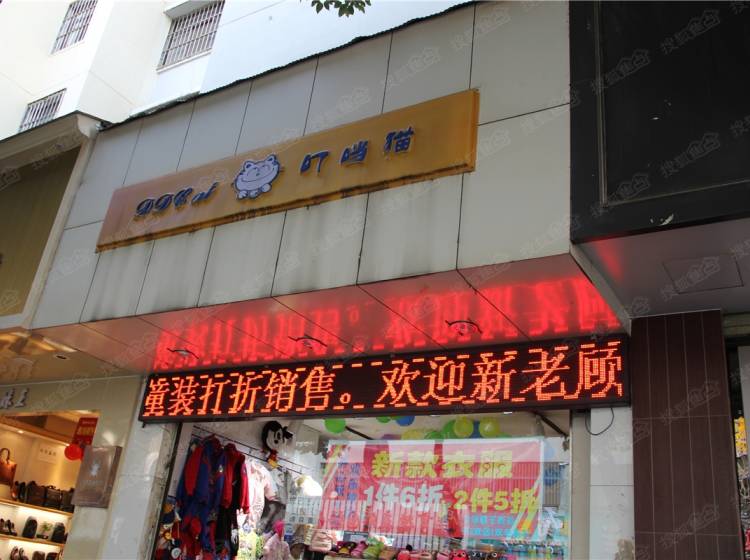 DDCat 叮当猫
童装打折销售。欢迎新老顾
新款衣服
1件6折 2件5折